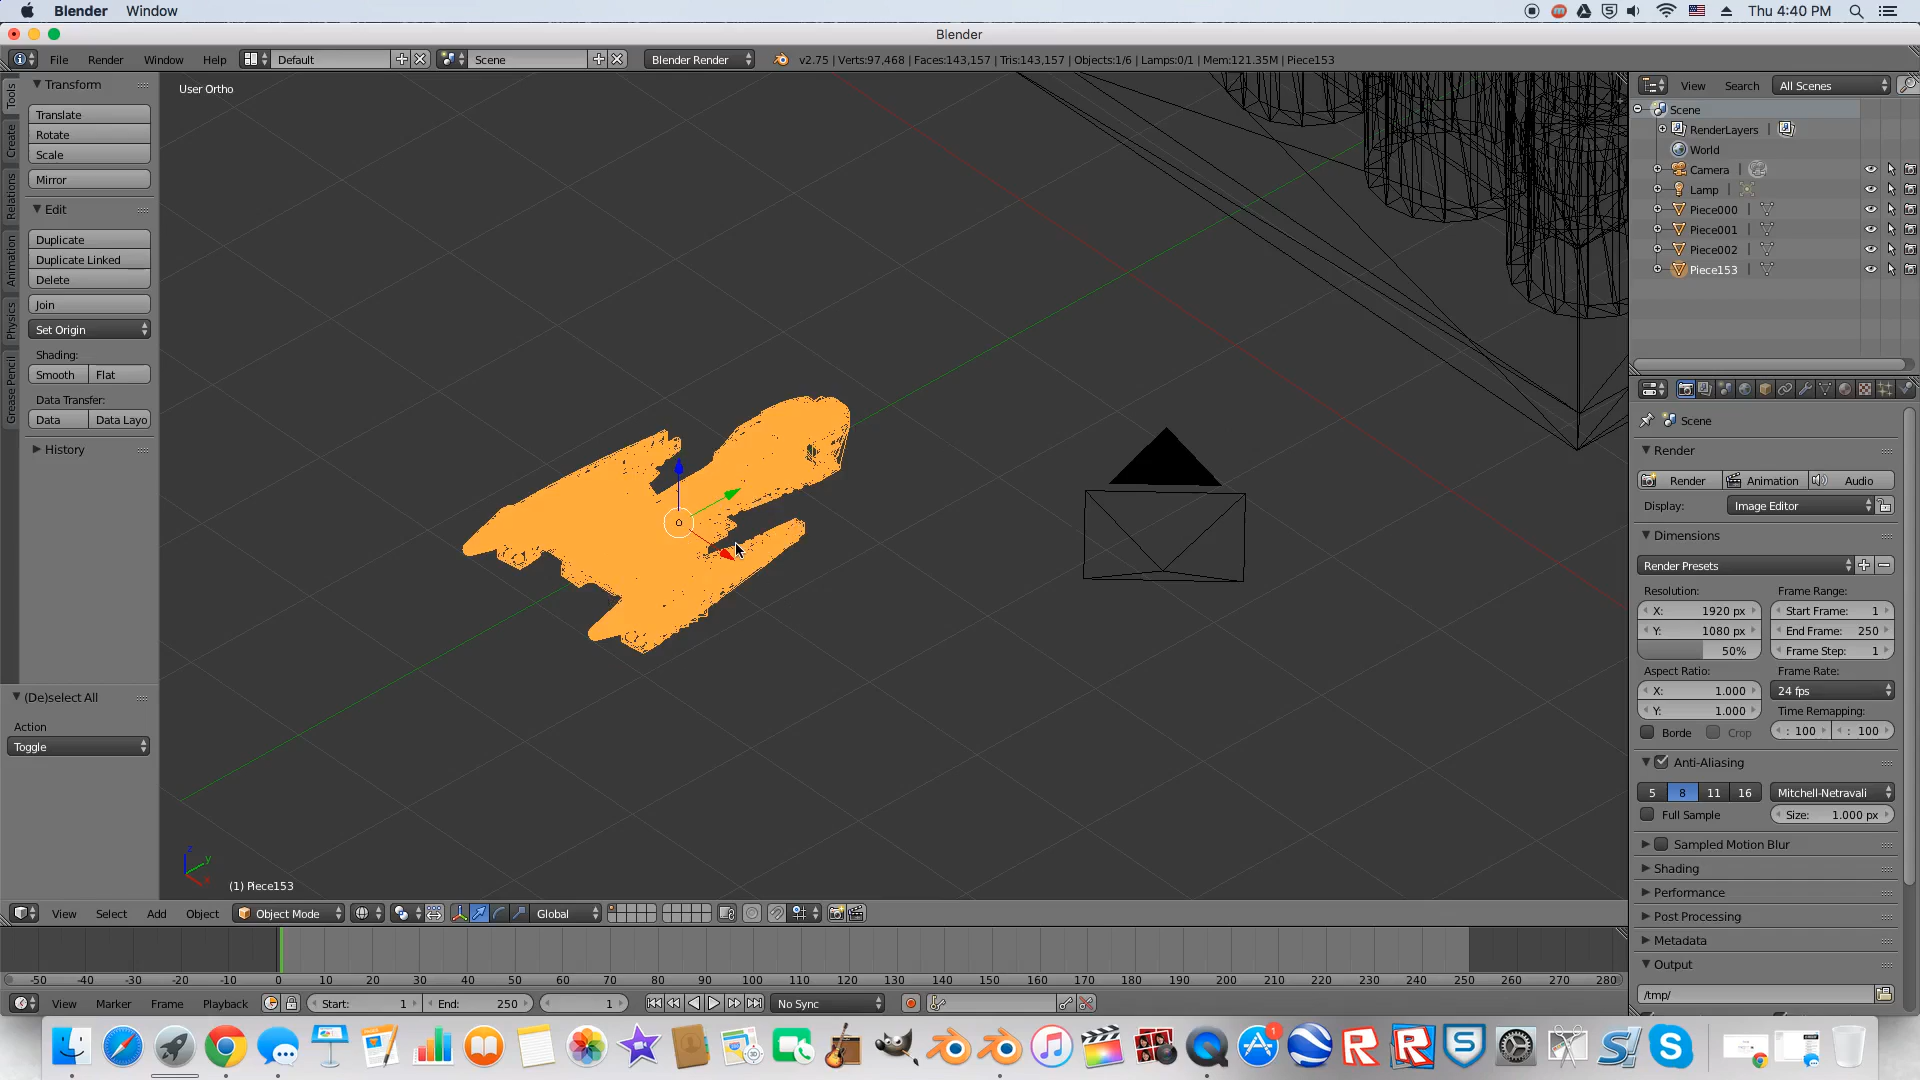 Blender Window Thu 4:40 PM
Blender
File Render Window Help Default Scene Blender Render v2.75 | Verts:97,468 | Faces:143,157 | Tris:143,157 | Objects:1/6 | Lamps:0/1 | Mem:121.35M | Piece153
Tools
Create
Relations
Animation
Physics
Grease Pencil
Transform
Translate
Rotate
Scale
Mirror
Edit
Duplicate
Duplicate Linked
Delete
Join
Set Origin
Shading:
Smooth Flat
Data Transfer:
Data Data Layo
History
(De)select All
Action
Toggle
User Ortho
z
y
x
(1) Piece153
View Select Add Object Object Mode Global
-50 -40 -30 -20 -10 0 10 20 30 40 50 60 70 80 90 100 110 120 130 140 150 160 170 180 190 200 210 220 230 240 250 260 270 280
View Marker Frame Playback Start: 1 End: 250 1 No Sync
View Search All Scenes
Scene
RenderLayers |
World
Camera |
Lamp |
Piece000 |
Piece001 |
Piece002 |
Piece153 |
Scene
Render
Render Animation Audio
Display: Image Editor
Dimensions
Render Presets
Resolution: Frame Range:
X: 1920 px Start Frame: 1
Y: 1080 px End Frame: 250
50% Frame Step: 1
Aspect Ratio: Frame Rate:
X: 1.000 24 fps
Y: 1.000 Time Remapping:
Borde Crop : 100 : 100
Anti-Aliasing
5 8 11 16 Mitchell-Netravali
Full Sample Size: 1.000 px
Sampled Motion Blur
Shading
Performance
Post Processing
Metadata
Output
/tmp/
30
1